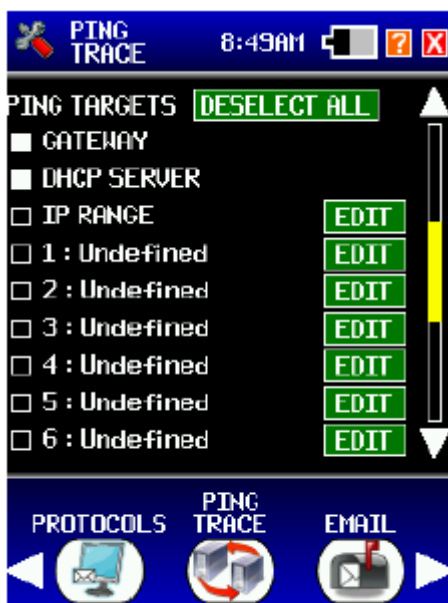 PING
TRACE
8:49AM
?
X
PING TARGETS DESELECT ALL
GATEWAY
DHCP SERVER
IP RANGE EDIT
1 : Undefined EDIT
2 : Undefined EDIT
3 : Undefined EDIT
4 : Undefined EDIT
5 : Undefined EDIT
6 : Undefined EDIT
PROTOCOLS
PING
TRACE
EMAIL